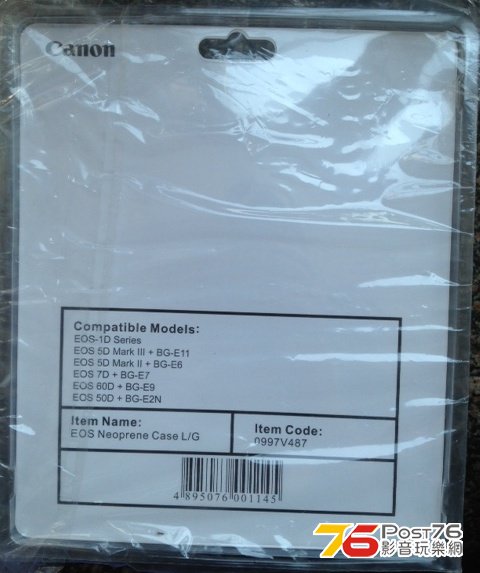 Canon
Compatible Models:
EOS-1D Series
EOS 5D Mark III + BG-E11
EOS 5D Mark II + BG-E6
EOS 7D + BG-E7
EOS 60D + BG-E9
EOS 50D + BG-E2N
Item Name:
EOS Neoprene Case L/G
Item Code:
0997V487
4 895076 001145
76 Post76
影音玩樂網